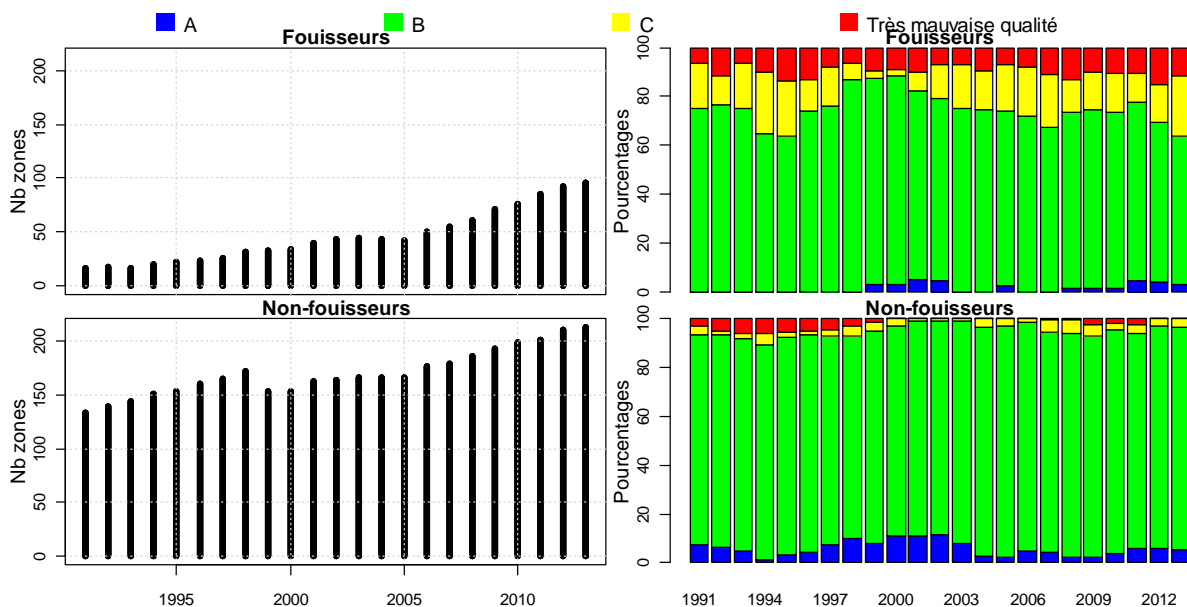 A B C Très mauvaise qualité
Fouisseurs
Nb zones
0 50 100 150 200
Fouisseurs
Pourcentages
0 20 40 60 80 100
Non-fouisseurs
Nb zones
0 50 100 150 200
1995 2000 2005 2010
Non-fouisseurs
Pourcentages
0 20 40 60 80 100
1991 1994 1997 2000 2003 2006 2009 2012